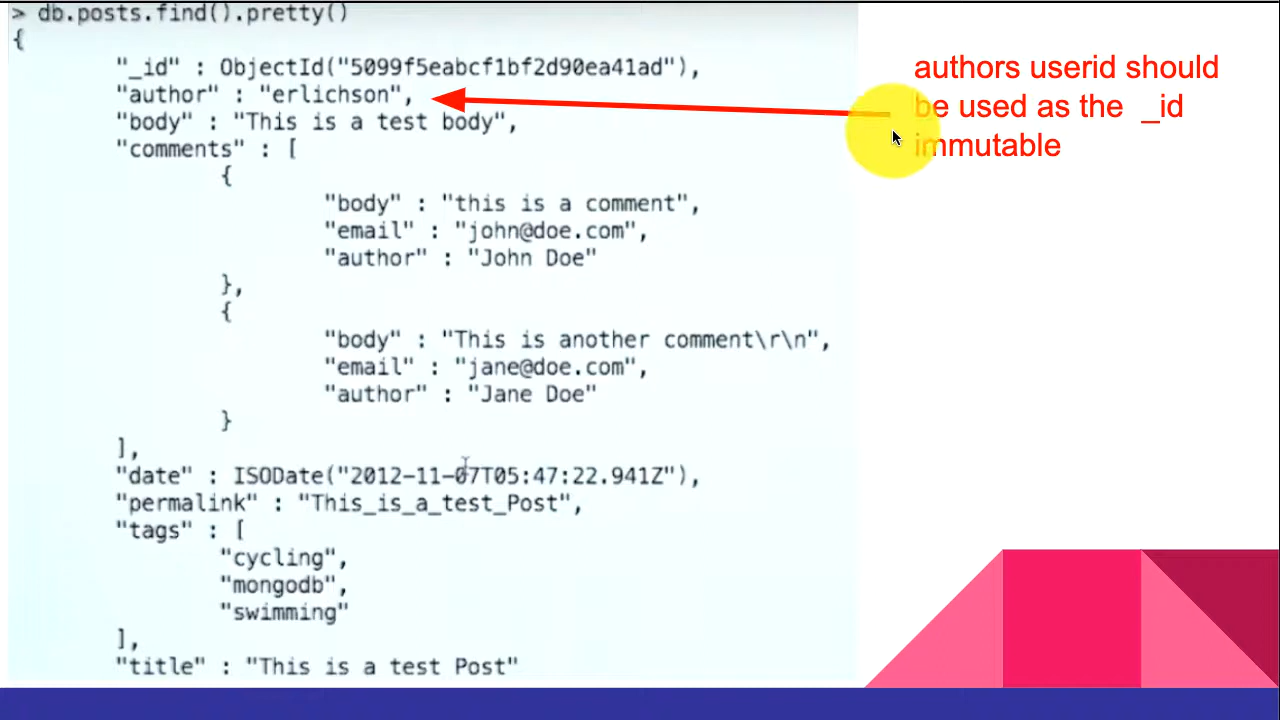 > db.posts.find().pretty()
{
"_id" : ObjectId("5099f5eabcf1bf2d90ea41ad"),
"author" : "erlichson",
"body" : "This is a test body",
"comments" : [
{
"body" : "this is a comment",
"email" : "john@doe.com",
"author" : "John Doe"
},
{
"body" : "This is another comment\r\n",
"email" : "jane@doe.com",
"author" : "Jane Doe"
}
],
"date" : ISODate("2012-11-07T05:47:22.941Z"),
"permalink" : "This_is_a_test_Post",
"tags" : [
"cycling",
"mongodb",
"swimming"
],
"title" : "This is a test Post"
authors userid should
be used as the _id
immutable